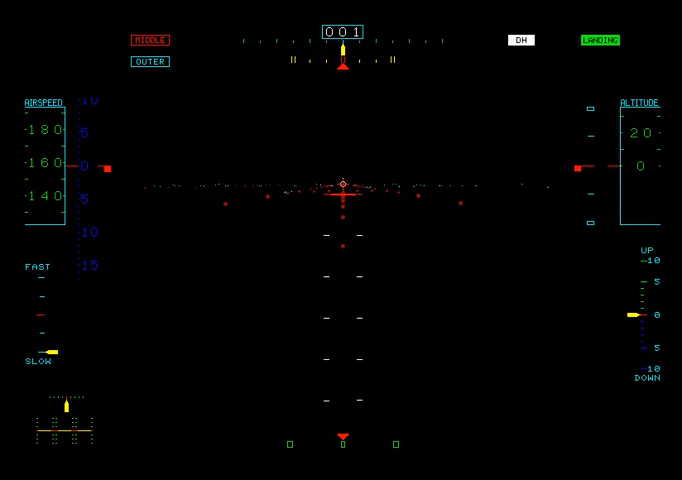 001
MIDDLE
DH
LANDING
OUTER
AIRSPEED
ALTITUDE
10
180
5
20
160
0
0
5
140
10
UP
10
15
FAST
5
0
5
SLOW
10
DOWN